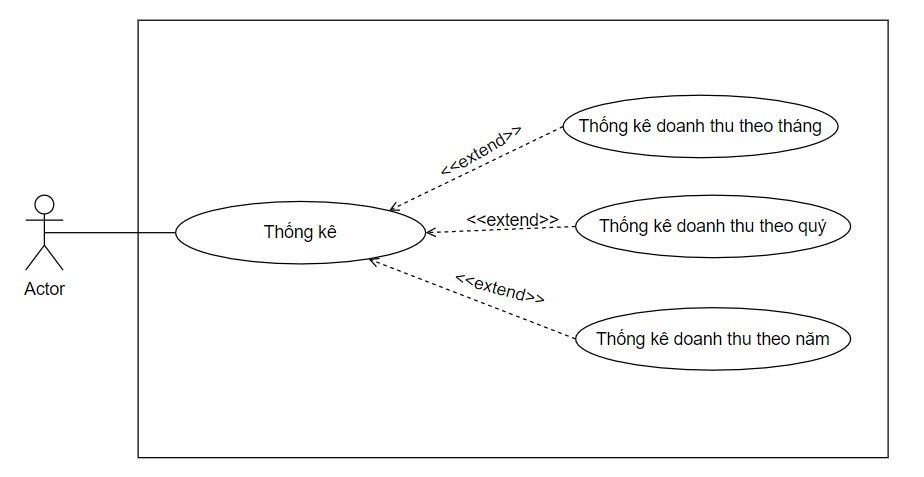 Thống kê doanh thu theo tháng
<<extend>>
Thống kê doanh thu theo quý
<<extend>>
Thống kê
<<extend>>
Actor
Thống kê doanh thu theo năm